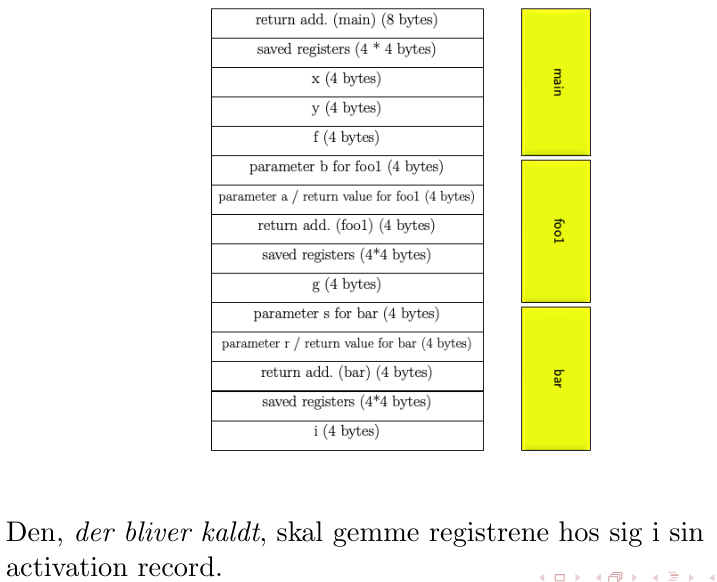 return add. (main) (8 bytes)
saved registers (4 * 4 bytes)
x (4 bytes)
y (4 bytes)
f (4 bytes)
parameter b for foo1 (4 bytes)
parameter a / return value for foo1 (4 bytes)
return add. (foo1) (4 bytes)
saved registers (4*4 bytes)
g (4 bytes)
parameter s for bar (4 bytes)
parameter r / return value for bar (4 bytes)
return add. (bar) (4 bytes)
saved registers (4*4 bytes)
i (4 bytes)
main
foo1
bar
Den, der bliver kaldt, skal gemme registrene hos sig i sin
activation record.